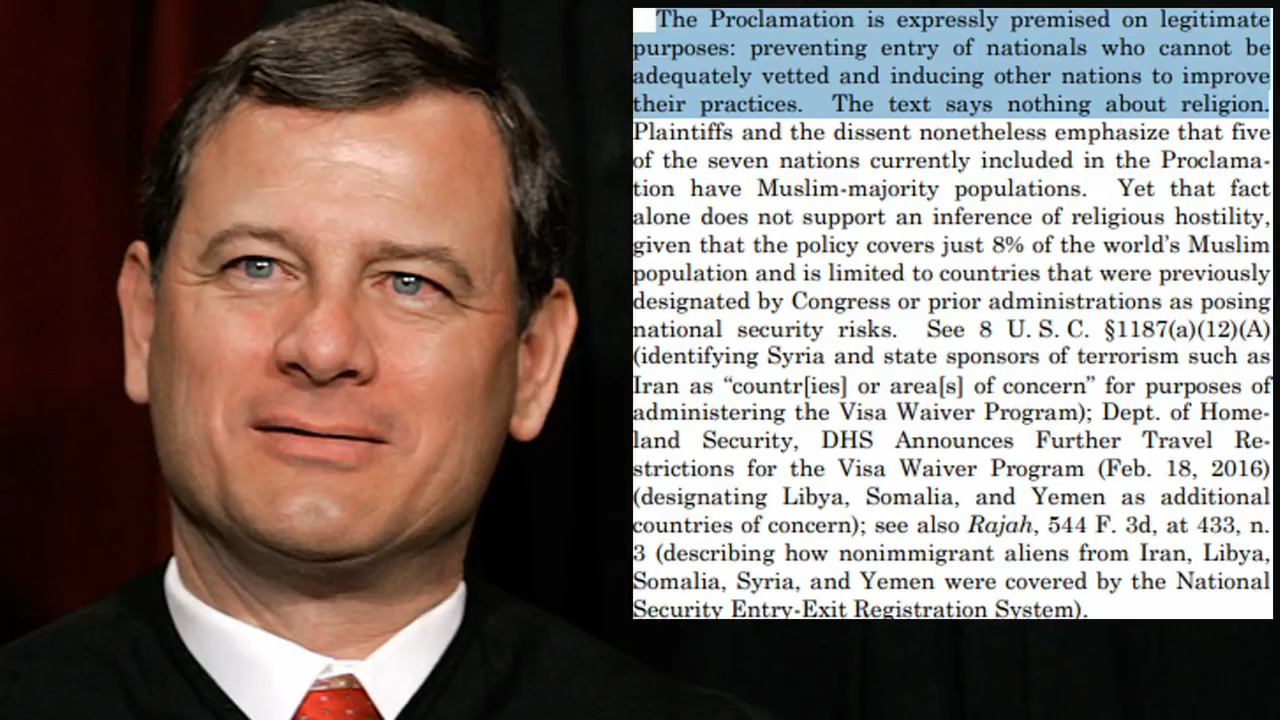 The Proclamation is expressly premised on legitimate
purposes: preventing entry of nationals who cannot be
adequately vetted and inducing other nations to improve
their practices. The text says nothing about religion.
Plaintiffs and the dissent nonetheless emphasize that five
of the seven nations currently included in the Proclama-
tion have Muslim-majority populations. Yet that fact
alone does not support an inference of religious hostility,
given that the policy covers just 8% of the world's Muslim
population and is limited to countries that were previously
designated by Congress or prior administrations as posing
national security risks. See 8 U. S. C. §1187(a)(12)(A)
(identifying Syria and state sponsors of terrorism such as
Iran as “countr[ies] or area[s] of concern” for purposes of
administering the Visa Waiver Program); Dept. of Home-
land Security, DHS Announces Further Travel Re-
strictions for the Visa Waiver Program (Feb. 18, 2016)
(designating Libya, Somalia, and Yemen as additional
countries of concern); see also Rajah, 544 F. 3d, at 433, n.
3 (describing how nonimmigrant aliens from Iran, Libya,
Somalia, Syria, and Yemen were covered by the National
Security Entry-Exit Registration System).